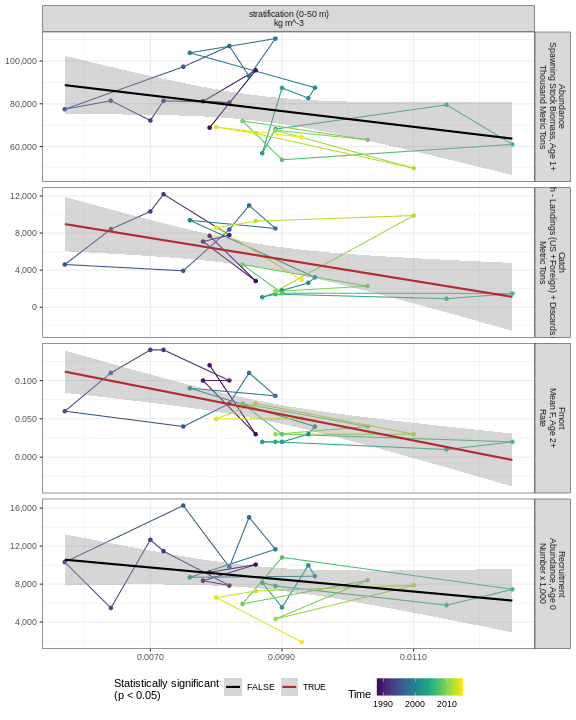 stratification (0-50 m)
kg m^-3
100,000
80,000
60,000
Abundance
Spawning Stock Biomass, Age 1+
Thousand Metric Tons
12,000
8,000
4,000
0
Catch
h - Landings (US +Foreign) + Discards
Metric Tons
0.100
0.050
0.000
Fmort
Mean F, Age 2+
Rate
16,000
12,000
8,000
4,000
Recruitment
Abundance, Age 0
Number x 1,000
0.0070 0.0090 0.0110
Statistically significant
(p < 0.05)
FALSE TRUE
Time
1990 2000 2010